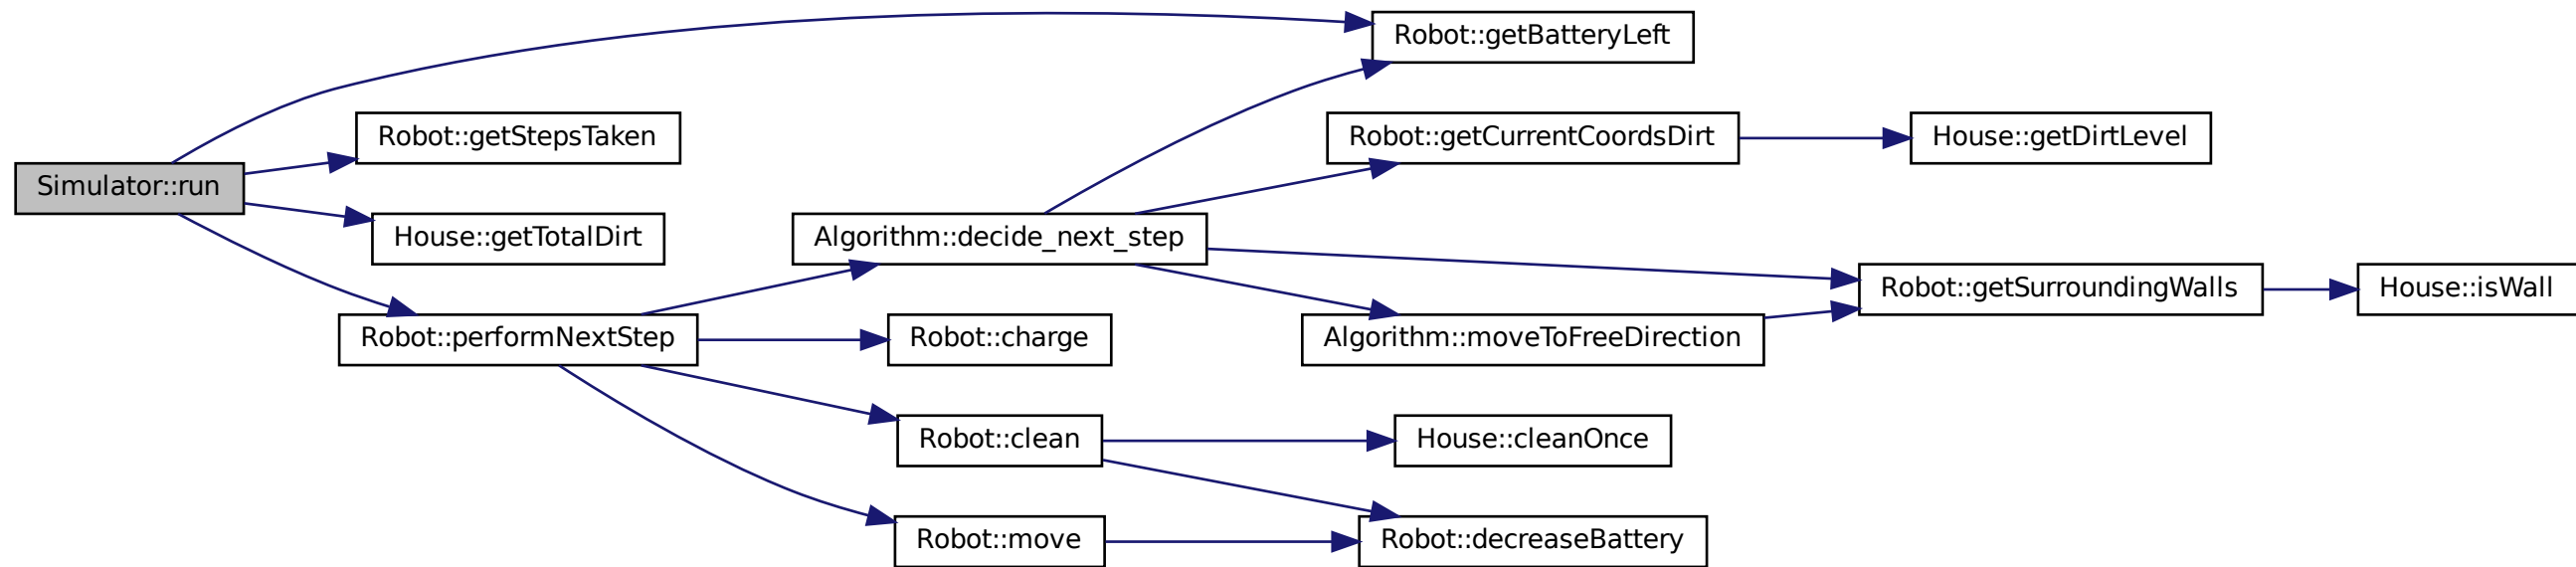 Robot::getBatteryLeft
Robot::getStepsTaken
Robot::getCurrentCoordsDirt
House::getDirtLevel
Simulator::run
House::getTotalDirt
Algorithm::decide_next_step
Robot::getSurroundingWalls
House::isWall
Robot::performNextStep
Robot::charge
Algorithm::moveToFreeDirection
Robot::clean
House::cleanOnce
Robot::move
Robot::decreaseBattery